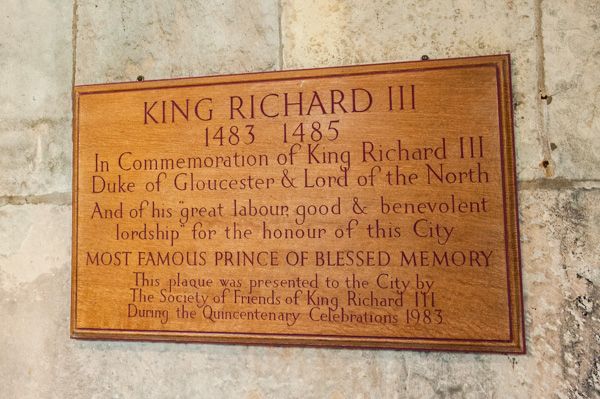 KING RICHARD III
1483 1485
In Commemoration of King Richard III
Duke of Gloucester & Lord of the North
And of his "great labour, good & benevolent
lordship" for the honour of this City
MOST FAMOUS PRINCE OF BLESSED MEMORY
This plaque was presented to the City by
The Society of Friends of King Richard III
During the Quincentenary Celebrations 1983